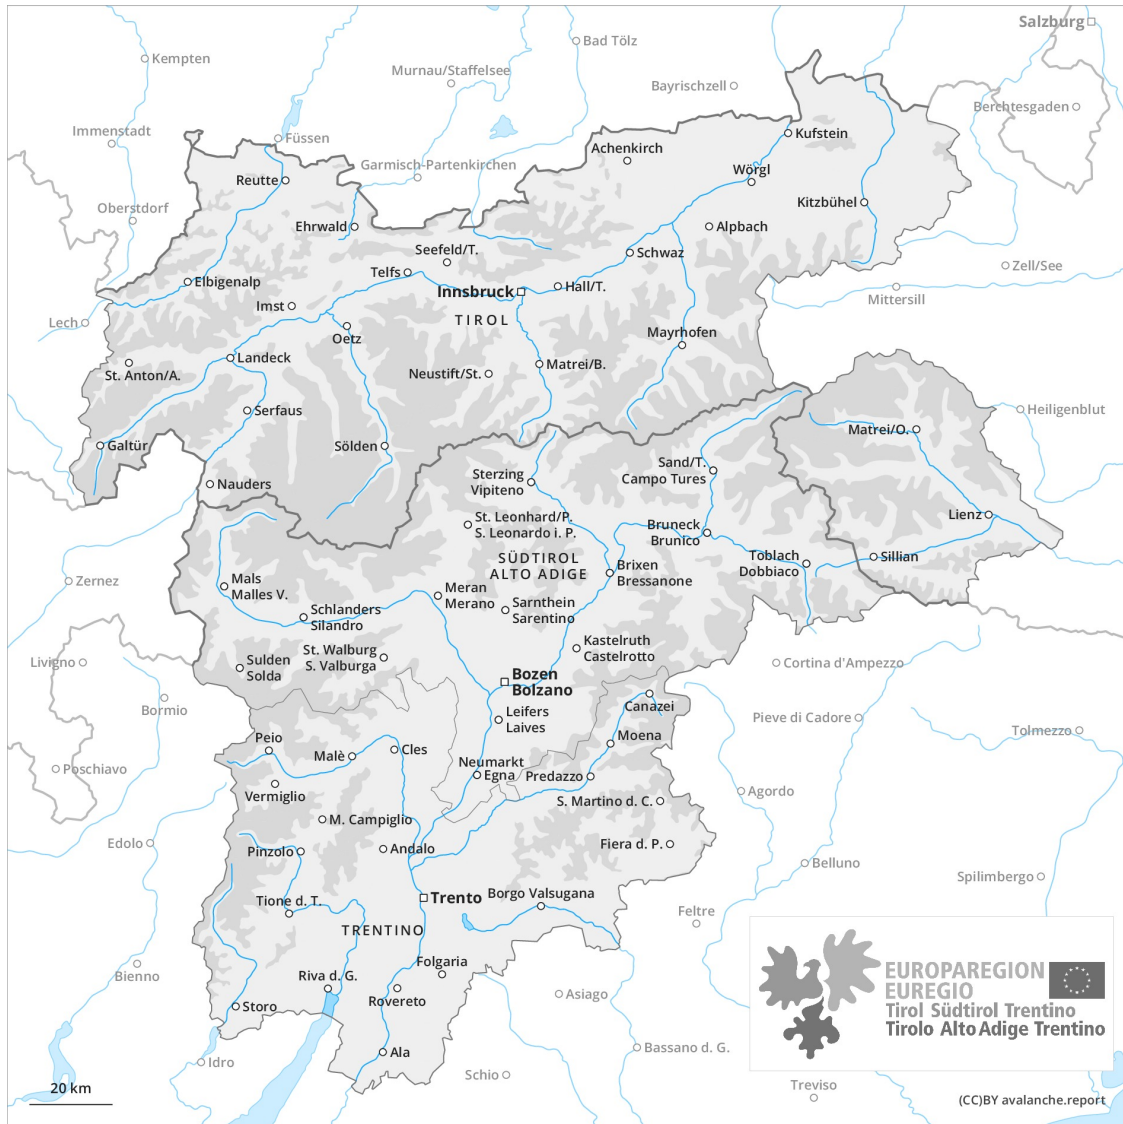 Salzburg
Bad Tölz
Kempten
Murnau/Staffelsee
Bayrischzell
Berchtesgaden
Immenstadt
Füssen
Kufstein
Achenkirch
Garmisch-Partenkirchen
Wörgl
Reutte
Oberstdorf
Kitzbühel
Ehrwald
Alpbach
Seefeld/T.
Schwaz
Zell/See
Telfs
Elbigenalp
Hall/T.
Innsbruck
Mittersill
Imst
TIROL
Lech
Oetz
Mayrhofen
Landeck
Matrei/B.
St. Anton/A.
Neustift/St.
Serfaus
Heiligenblut
Matrei/O.
Galtür
Sölden
Sand/T.
Campo Tures
Sterzing
Vipiteno
Nauders
Lienz
St. Leonhard/P.
S. Leonardo i. P.
Bruneck
Brunico
SÜDTIROL
ALTO ADIGE
Toblach
Dobbiaco
Sillian
Brixen
Bressanone
Zernez
Mals
Malles V.
Meran
Merano
Sarnthein
Sarentino
Schlanders
Silandro
Kastelruth
Castelrotto
St. Walburg
S. Valburga
Livigno
Sulden
Solda
Cortina d'Ampezzo
Bozen
Bolzano
Bormio
Canazei
Leifers
Laives
Pieve di Cadore
Tolmezzo
Peio
Moena
Malè
Cles
Neumarkt
Egna
Poschiavo
Predazzo
Vermiglio
Agordo
S. Martino d. C.
M. Campiglio
Edolo
Pinzolo
Andalo
Fiera d. P.
Belluno
Spilimbergo
Borgo Valsugana
Trento
Tione d. T.
Feltre
TRENTINO
Bienno
Folgaria
Riva d. G.
EUROPAREGION
EUREGIO
Tirol Südtirol Trentino
Tirolo Alto Adige Trentino
Asiago
Rovereto
Storo
Bassano d. G.
Ala
Idro
Schio
20 km
Treviso
(CC)BY avalanche.report